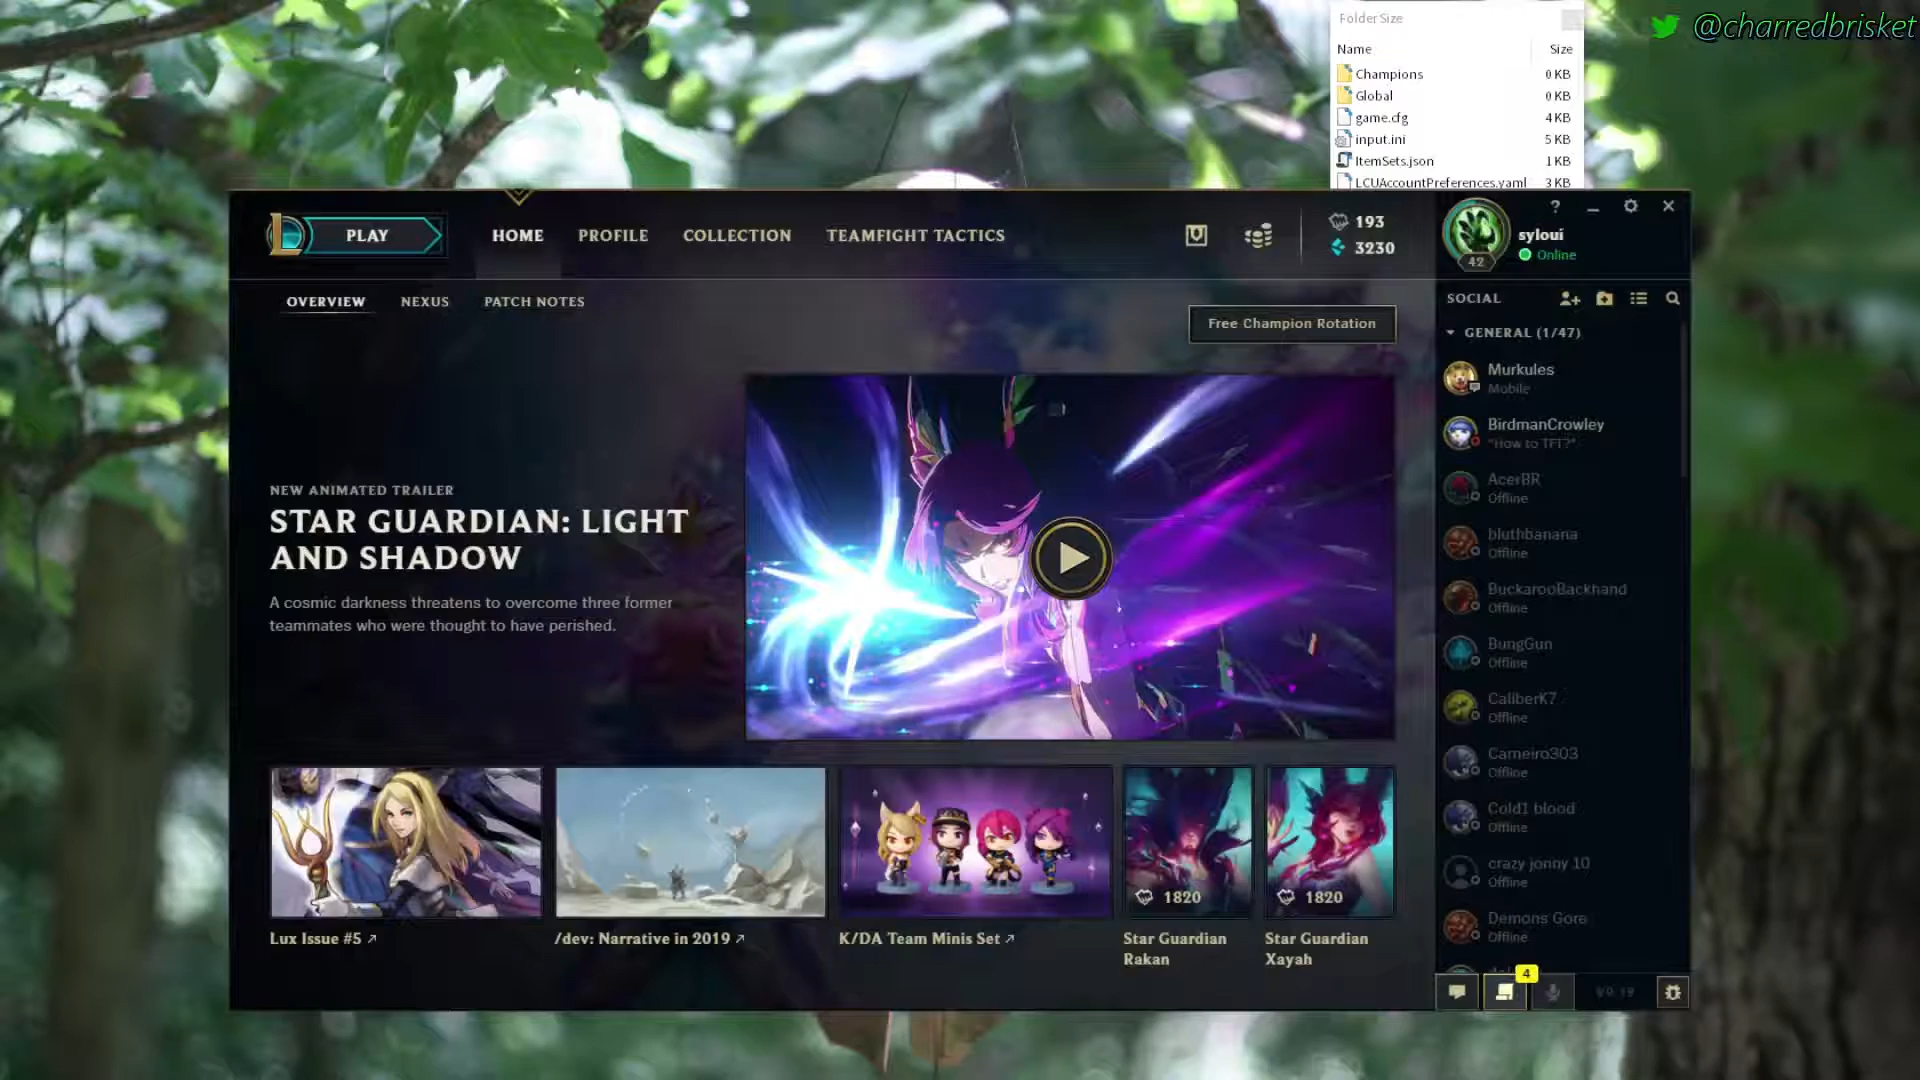 Folder Size
@charredbrisket
Name Size
Champions 0 KB
Global 0 KB
game.cfg 4 KB
input.ini 5 KB
ItemSets.json 1 KB
LCUAccountPreferences.yaml 3 KB
PLAY
HOME
PROFILE
COLLECTION
TEAMFIGHT TACTICS
193
3230
?
syloui
42
Online
OVERVIEW
NEXUS
PATCH NOTES
Free Champion Rotation
NEW ANIMATED TRAILER
STAR GUARDIAN: LIGHT
AND SHADOW
A cosmic darkness threatens to overcome three former
teammates who were thought to have perished.
1820
1820
Lux Issue #5
/dev: Narrative in 2019
K/DA Team Minis Set
Star Guardian
Rakan
Star Guardian
Xayah
SOCIAL
GENERAL (1/47)
Murkules
Mobile
BirdmanCrowley
"How to TFT?"
AcerBR
Offline
bluthbanana
Offline
BuckarooBackhand
Offline
BungGun
Offline
CaliberK7
Offline
Cameiro303
Offline
Cold1 blood
Offline
crazy jonny 10
Offline
Demons Gore
Offline
4